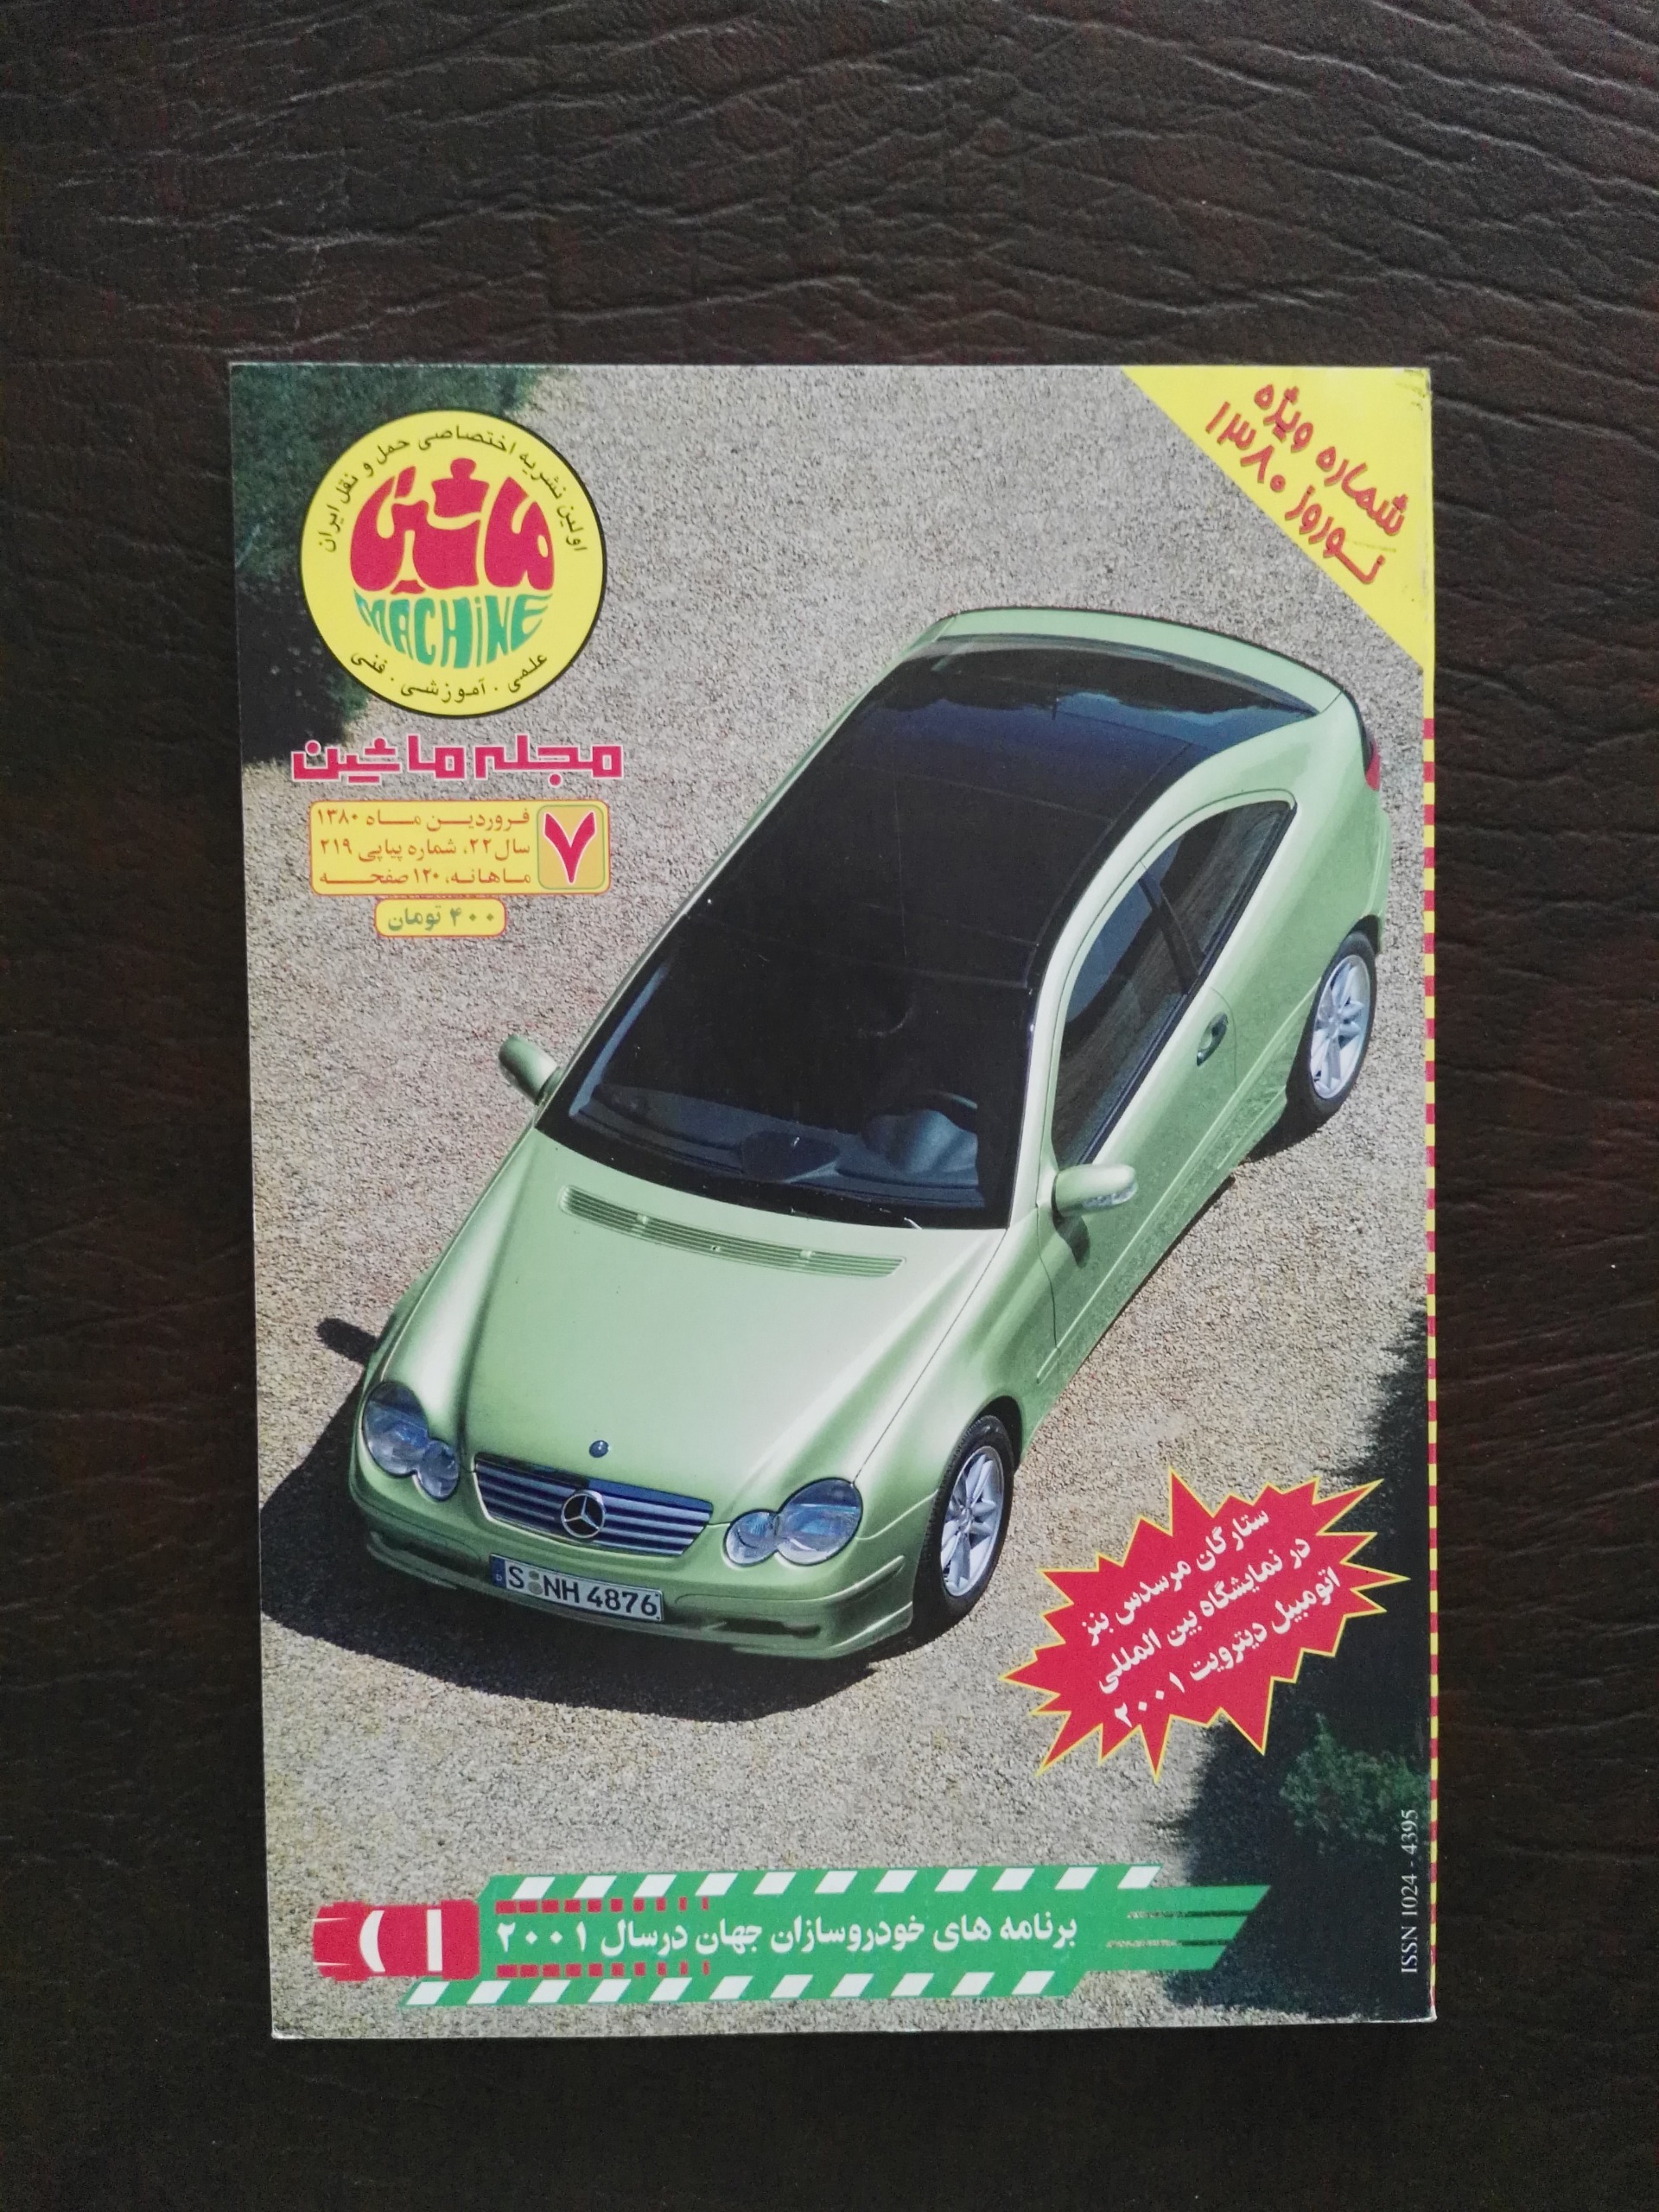 اولین نشریه اختصاصی حمل و نقل ایران
ماشین
MACHINE
علمی . آموزشی . فنی
شماره ویژه
نوروز ۱۳۸۰
مجله ماشین
۷
فروردین ماه ۱۳۸۰
سال ۲۲، شماره پیاپی ۲۱۹
ماهانه، ۱۲۰ صفحه
۴۰۰ تومان
S NH 4876
ستارگان مرسدس بنز
در نمایشگاه بین المللی
اتومبیل دیترویت ۲۰۰۱
برنامه های خودروسازان جهان درسال ۲۰۰۱
ISSN 1024 - 4395